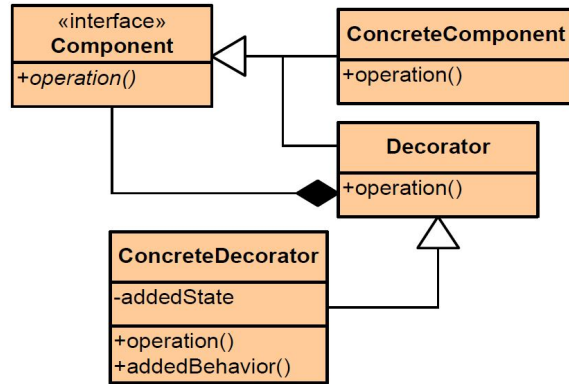 «interface»
Component
+operation()
ConcreteComponent
+operation()
Decorator
+operation()
ConcreteDecorator
-addedState
+operation()
+addedBehavior()